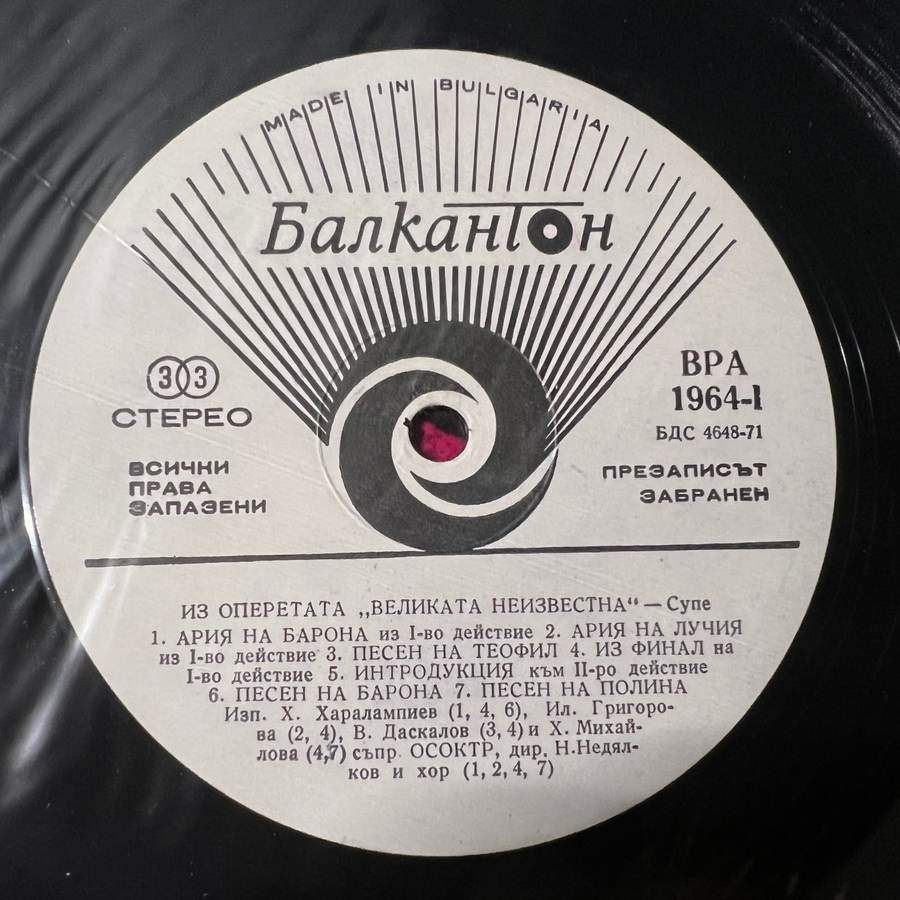 MADE IN BULGARIA
Балкантон
33
СТЕРЕО
ВСИЧНИ
ПРАВА
ЗАПАЗЕНИ
ВРА
1964-I
БДС 4648-71
ПРЕЗАПИСЪТ
ЗАБРАНЕН
ИЗ ОПЕРЕТАТА „ВЕЛИКАТА НЕИЗВЕСТНА“ — Супе
1. АРИЯ НА БАРОНА из I-во действие 2. АРИЯ НА ЛУЧИЯ
из I-во действие 3. ПЕСЕН НА ТЕОФИЛ 4. ИЗ ФИНАЛ на
I-во действие 5. ИНТРОДУКЦИЯ към II-ро действие
6. ПЕСЕН НА БАРОНА 7. ПЕСЕН НА ПОЛИНА
Изп. Х. Харалампиев (1, 4, 6), Ил. Григоро-
ва (2, 4), В. Даскалов (3, 4) и Х. Михай-
лова (4,7) съпр. ОСОКТР, дир. Н.Недял-
ков и хор (1, 2, 4, 7)